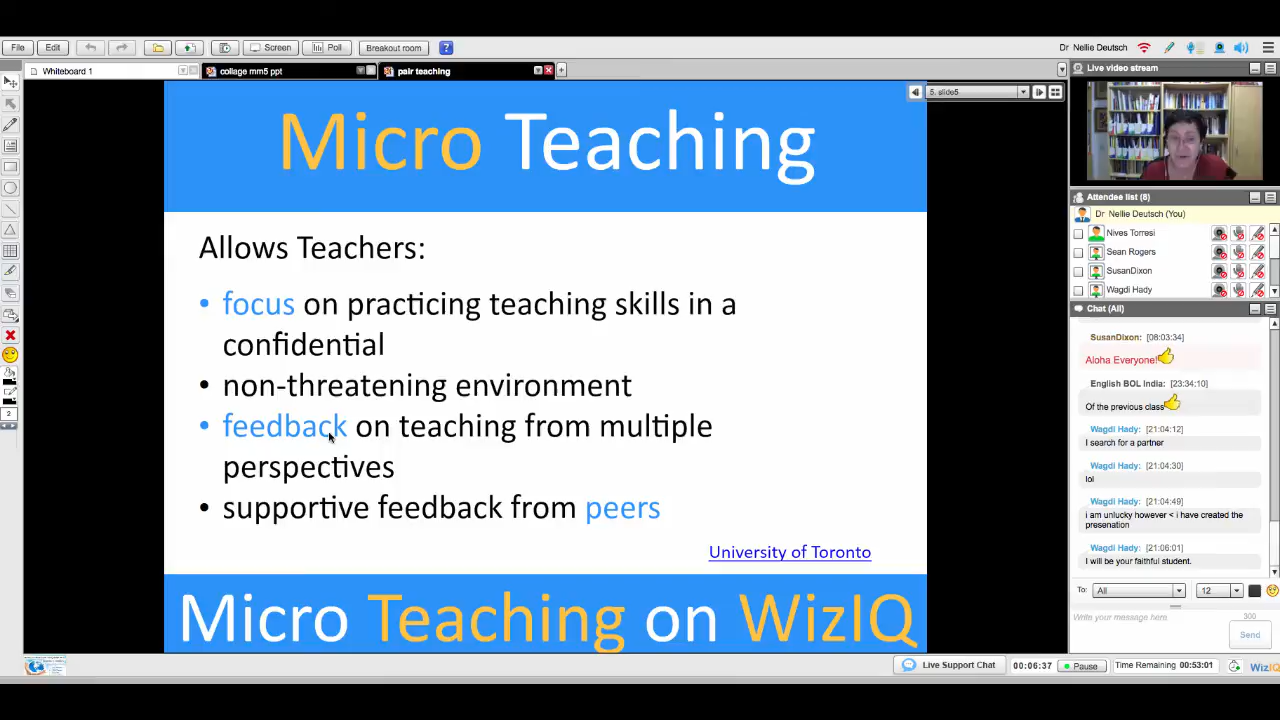 File
Edit
Screen
Poll
Breakout room
?
Dr Nellie Deutsch
Whiteboard 1
collage mm5 ppt
pair teaching
5. slide5
Micro Teaching
Allows Teachers:
• focus on practicing teaching skills in a
confidential
• non-threatening environment
• feedback on teaching from multiple
perspectives
• supportive feedback from peers
University of Toronto
Micro Teaching on WizIQ
2
Live video stream
Attendee list (8)
Dr Nellie Deutsch (You)
Nives Torresi
Sean Rogers
SusanDixon
Wagdi Hady
Chat (All)
SusanDixon: [08:03:34]
Aloha Everyone!
English BOL India: [23:34:10]
Of the previous class
Wagdi Hady: [21:04:12]
I search for a partner
Wagdi Hady: [21:04:30]
lol
Wagdi Hady: [21:04:49]
i am unlucky however < i have created the
presenation
Wagdi Hady: [21:06:01]
I will be your faithful student.
To: All 12
Write your message here
300
Send
Live Support Chat
00:06:37
Pause
Time Remaining 00:53:01
WizIQ